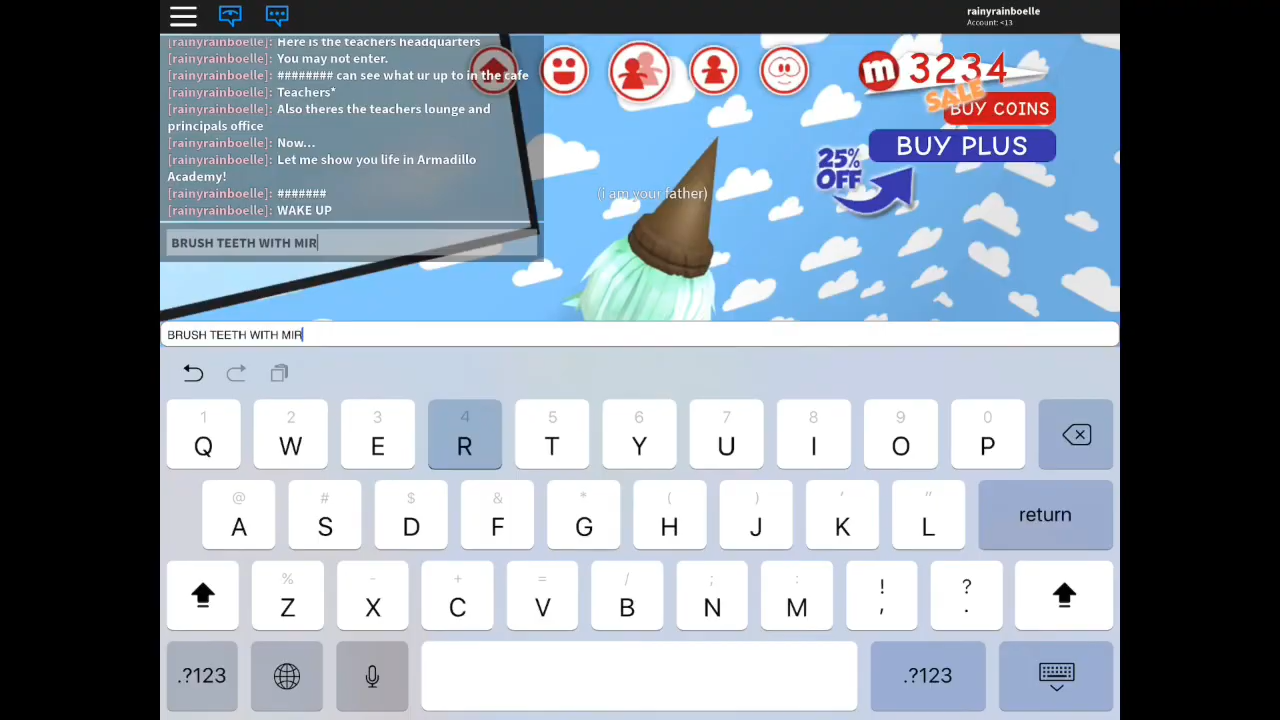 rainyrainboelle
Account: <13
[rainyrainboelle]: Here is the teachers headquarters
[rainyrainboelle]: You may not enter.
[rainyrainboelle]: ######## can see what ur up to in the cafe
[rainyrainboelle]: Teachers*
[rainyrainboelle]: Also theres the teachers lounge and
principals office
[rainyrainboelle]: Now...
[rainyrainboelle]: Let me show you life in Armadillo
Academy!
[rainyrainboelle]: #######
[rainyrainboelle]: WAKE UP
BRUSH TEETH WITH MIR
m 3234
SALE
BUY COINS
25%
OFF
BUY PLUS
(i am your father)
BRUSH TEETH WITH MIR
1 2 3 4 5 6 7 8 9 0
Q W E R T Y U I O P
@ # $ & * ( ) ' "
A S D F G H J K L return
% - + = / ; : ! ?
Z X C V B N M , .
.?123 .?123